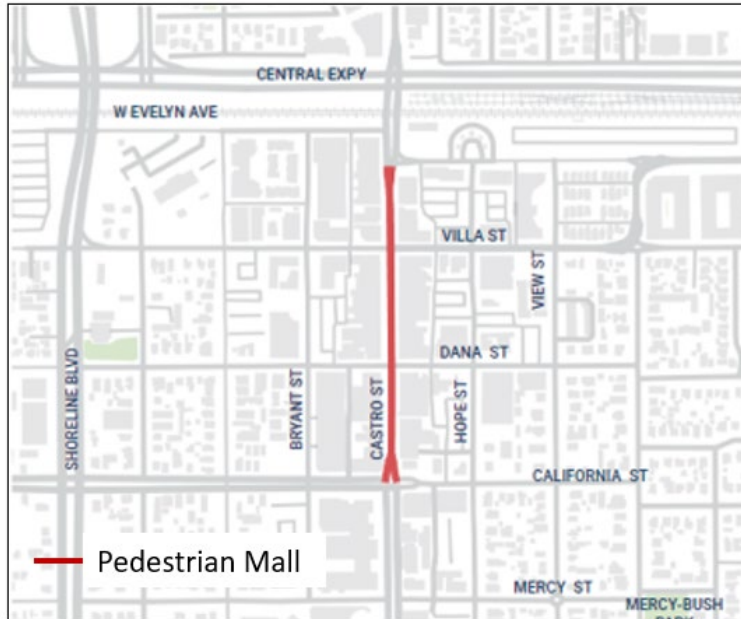 CENTRAL EXPY
W EVELYN AVE
VILLA ST
VIEW ST
DANA ST
SHORELINE BLVD
BRYANT ST
CASTRO ST
HOPE ST
CALIFORNIA ST
Pedestrian Mall
MERCY ST
MERCY-BUSH
PARK